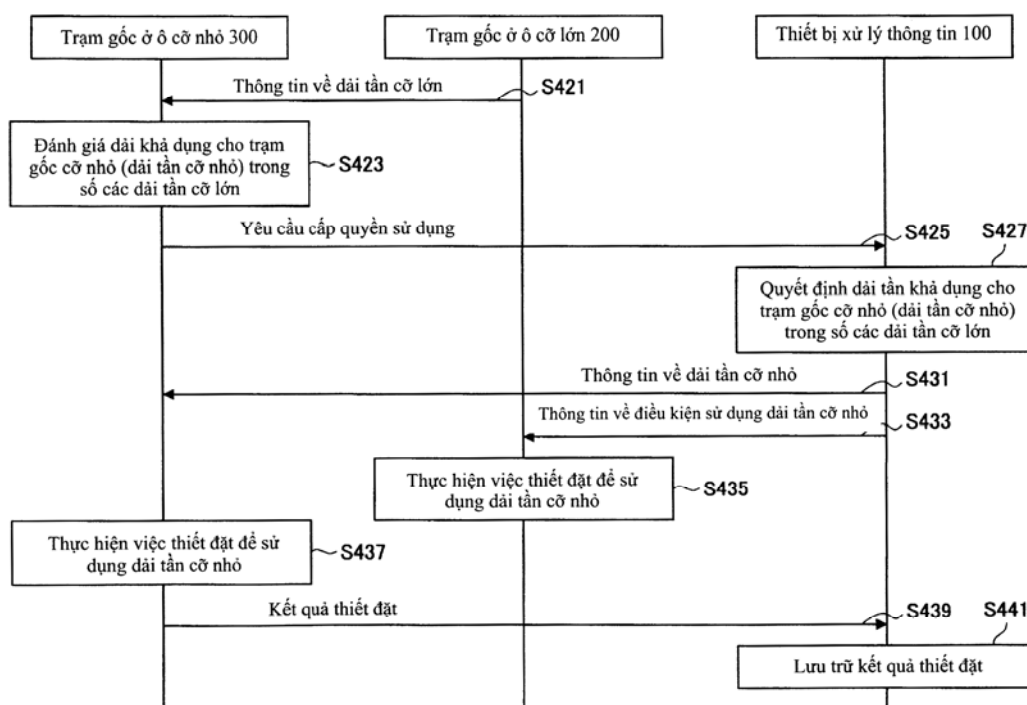 Trạm gốc ở ô cỡ nhỏ 300
Trạm gốc ở ô cỡ lớn 200
Thiết bị xử lý thông tin 100
Thông tin về dải tần cỡ lớn
S421
Đánh giá dải khả dụng cho trạm
gốc cỡ nhỏ (dải tần cỡ nhỏ) trong
số các dải tần cỡ lớn
S423
Yêu cầu cấp quyền sử dụng
S425
S427
Quyết định dải tần khả dụng cho
trạm gốc cỡ nhỏ (dải tần cỡ nhỏ)
trong số các dải tần cỡ lớn
Thông tin về dải tần cỡ nhỏ
S431
Thông tin về điều kiện sử dụng dải tần cỡ nhỏ
S433
Thực hiện việc thiết đặt để sử
dụng dải tần cỡ nhỏ
S435
Thực hiện việc thiết đặt để sử
dụng dải tần cỡ nhỏ
S437
Kết quả thiết đặt
S439
S441
Lưu trữ kết quả thiết đặt